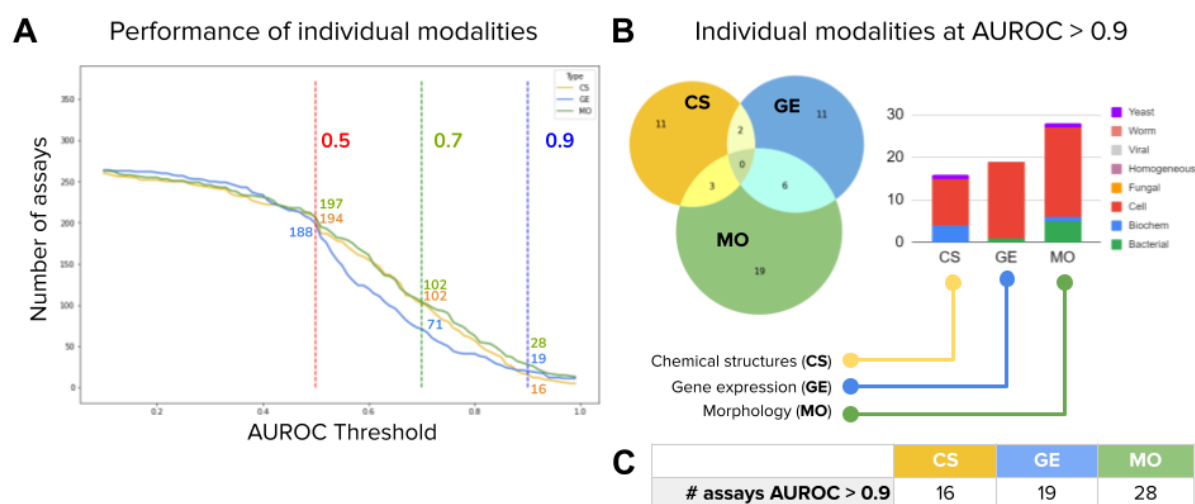 A Performance of individual modalities
Type
CS
GE
MO
350
300
250
200
150
100
50
0
0.2
0.4
0.6
0.8
1.0
0.5
0.7
0.9
197
194
188
102
102
71
28
19
16
Number of assays
AUROC Threshold
B Individual modalities at AUROC > 0.9
CS
GE
MO
11
2
11
0
3
6
19
30
20
10
0
CS GE MO
Yeast
Worm
Viral
Homogeneous
Fungal
Cell
Biochem
Bacterial
Chemical structures (CS)
Gene expression (GE)
Morphology (MO)
C
CS GE MO
# assays AUROC > 0.9 16 19 28